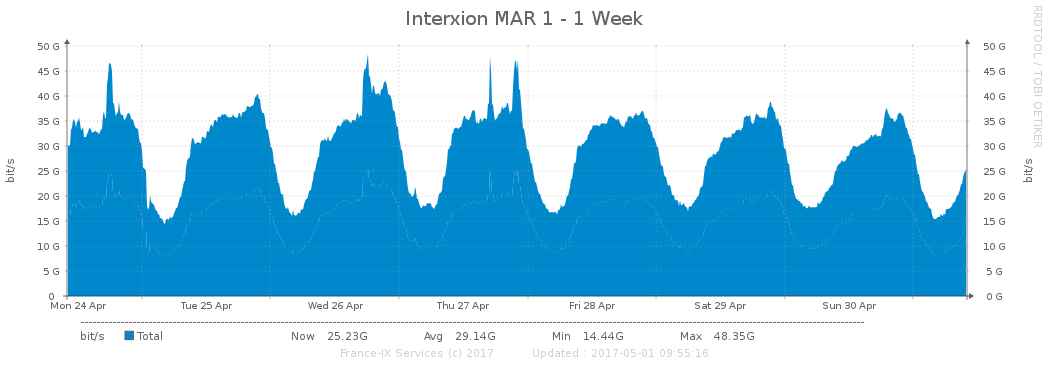 Interxion MAR 1 - 1 Week
RRDTOOL / TOBI OETIKER
bit/s
50 G 50 G
45 G 45 G
40 G 40 G
35 G 35 G
30 G 30 G
25 G 25 G
20 G 20 G
15 G 15 G
10 G 10 G
5 G 5 G
0 0 G
bit/s
Mon 24 Apr Tue 25 Apr Wed 26 Apr Thu 27 Apr Fri 28 Apr Sat 29 Apr Sun 30 Apr
bit/s Total Now 25.23G Avg 29.14G Min 14.44G Max 48.35G
France-IX Services (c) 2017 Updated : 2017-05-01 09:55:16